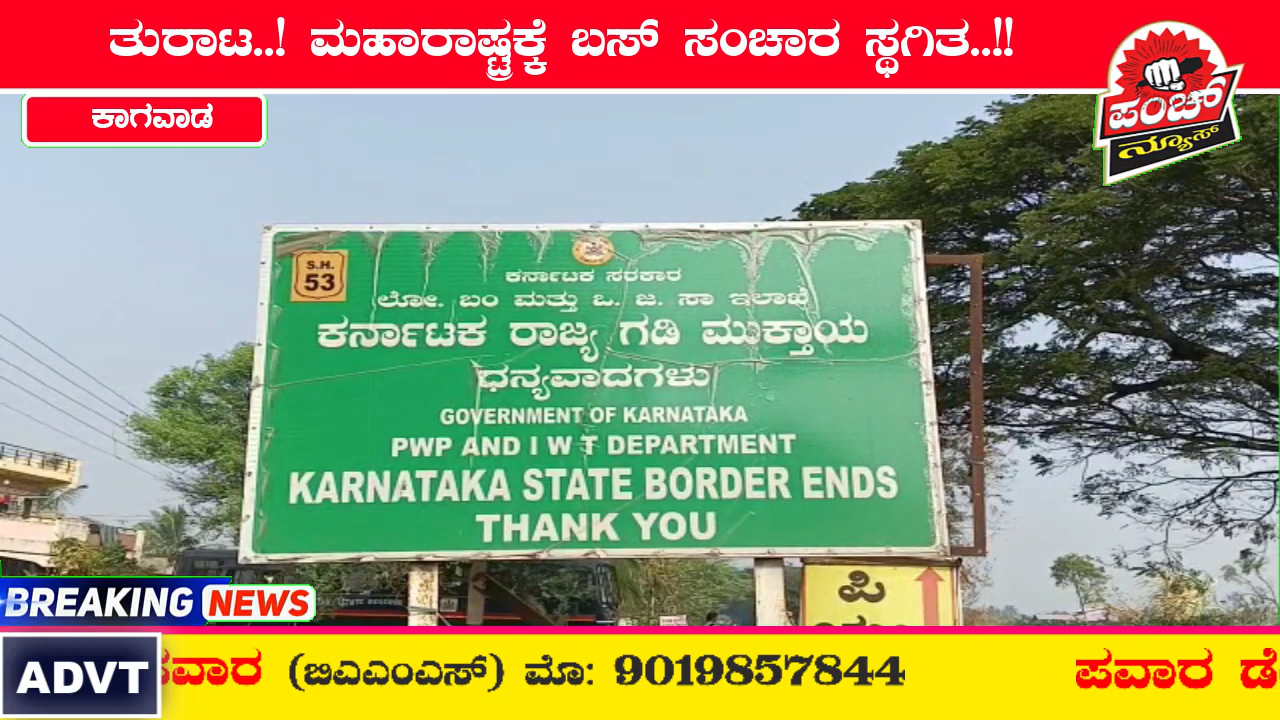 ತುರಾಟ..! ಮಹಾರಾಷ್ಟ್ರಕ್ಕೆ ಬಸ್ ಸಂಚಾರ ಸ್ಥಗಿತ..!!
ಪಂಚ್
ನ್ಯೂಸ್
ಕಾಗವಾಡ
S.H.
53
ಕರ್ನಾಟಕ ಸರಕಾರ
ಲೋ. ಬಂ ಮತ್ತು ಒ. ಜ. ಸಾ ಇಲಾಖೆ
ಕರ್ನಾಟಕ ರಾಜ್ಯ ಗಡಿ ಮುಕ್ತಾಯ
ಧನ್ಯವಾದಗಳು
GOVERNMENT OF KARNATAKA
PWP AND I W T DEPARTMENT
KARNATAKA STATE BORDER ENDS
THANK YOU
ಪಿ
BREAKING NEWS
ADVT
ವಾರ (ಬಿಎಎಂಎಸ್) ಮೊ: 9019857844 ಪವಾರ ಡೆ